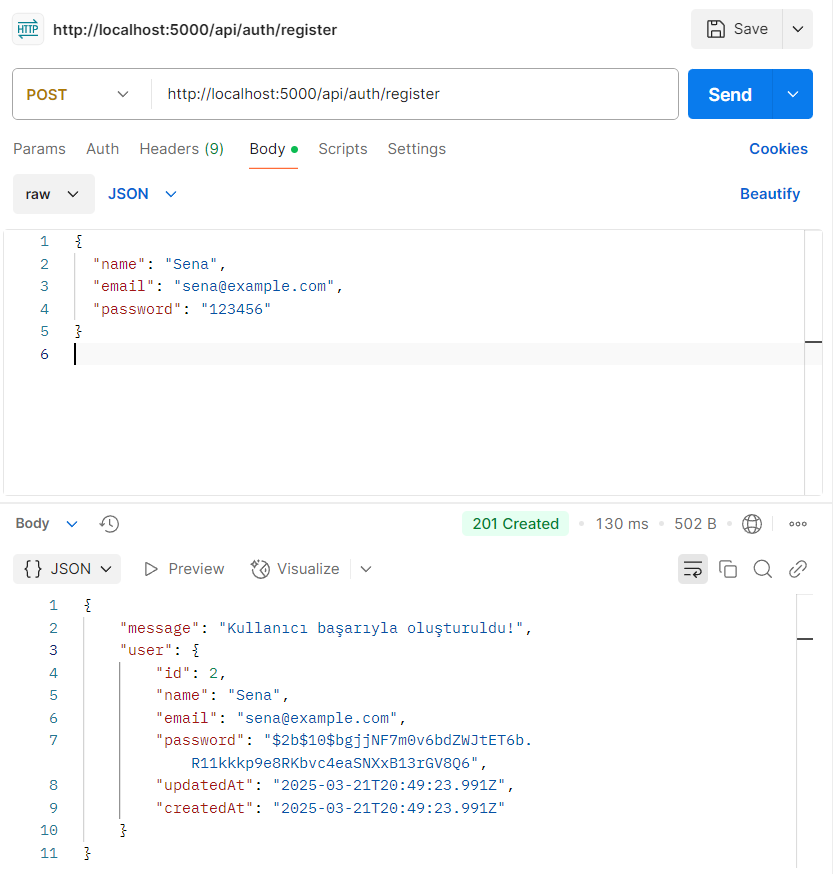 HTTP http://localhost:5000/api/auth/register Save
POST http://localhost:5000/api/auth/register Send
Params Auth Headers (9) Body Scripts Settings Cookies
raw JSON Beautify
1 {
2 "name": "Sena",
3 "email": "sena@example.com",
4 "password": "123456"
5 }
6
Body 201 Created 130 ms 502 B
{} JSON Preview Visualize
1 {
2 "message": "Kullanıcı başarıyla oluşturuldu!",
3 "user": {
4 "id": 2,
5 "name": "Sena",
6 "email": "sena@example.com",
7 "password": "$2b$10$bgjjNF7m0v6bdZWJtET6b.
R11kkkp9e8RKbvc4eaSNXxB13rGV8Q6",
8 "updatedAt": "2025-03-21T20:49:23.991Z",
9 "createdAt": "2025-03-21T20:49:23.991Z"
10 }
11 }